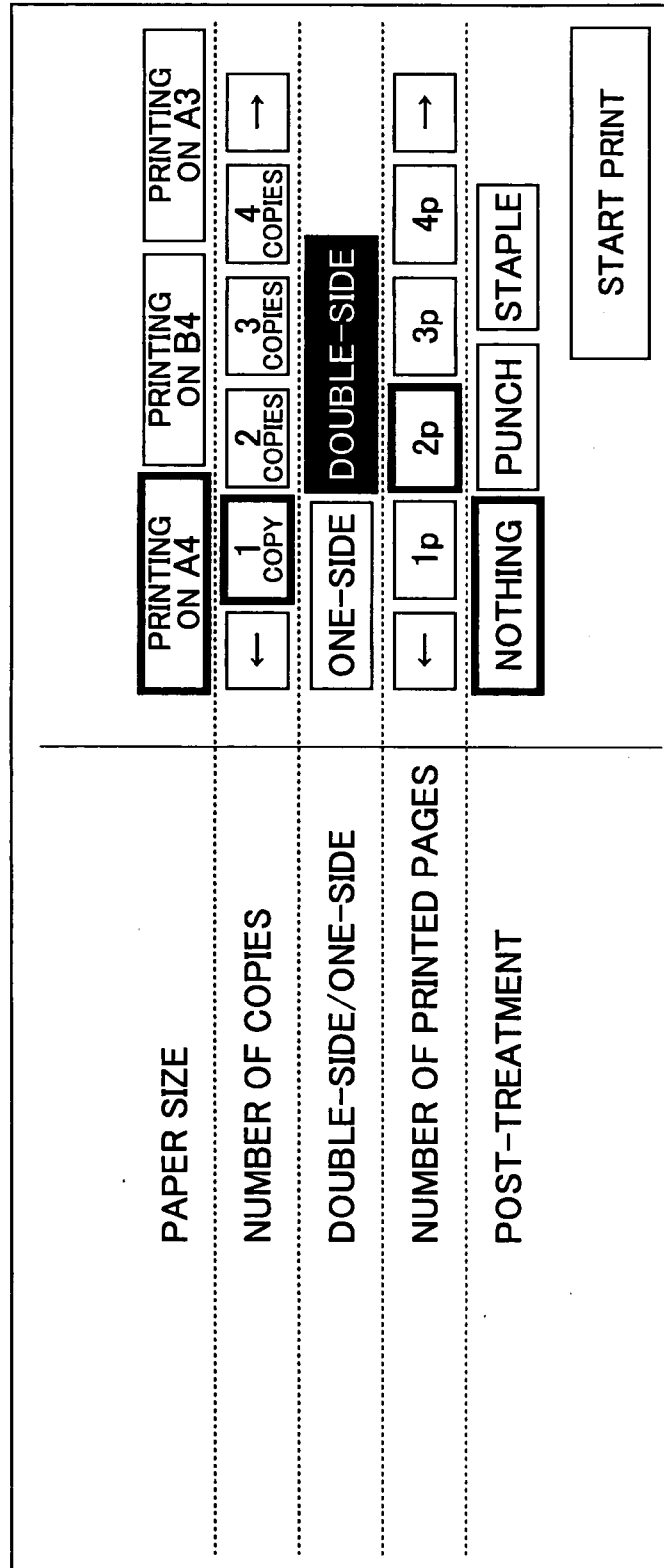 PAPER SIZE
PRINTING ON A4
PRINTING ON B4
PRINTING ON A3
NUMBER OF COPIES
←
1 COPY
2 COPIES
3 COPIES
4 COPIES
→
DOUBLE-SIDE/ONE-SIDE
ONE-SIDE
DOUBLE-SIDE
NUMBER OF PRINTED PAGES
←
1p
2p
3p
4p
→
POST-TREATMENT
NOTHING
PUNCH
STAPLE
START PRINT